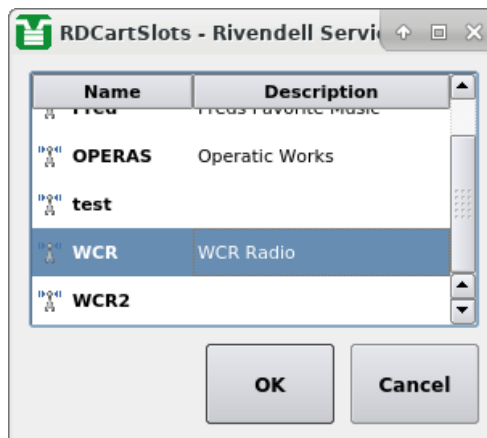 RDCartSlots - Rivendell Servi
Name Description
OPERAS Operatic Works
test
WCR WCR Radio
WCR2
OK Cancel